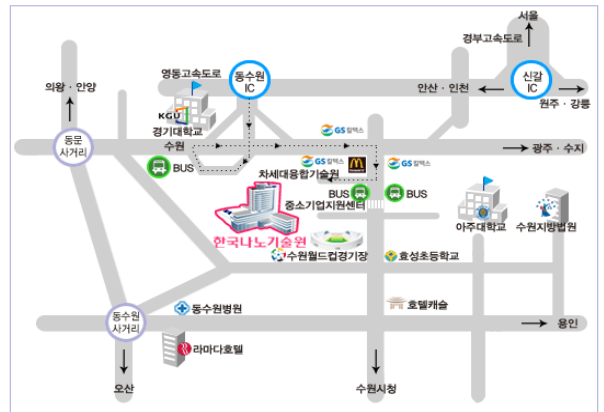 서울
경부고속도로
영동고속도로
동수원
IC
신갈
IC
의왕 · 안양
안산 · 인천
원주 · 강릉
KGU
경기대학교
수원
동문
사거리
GS칼텍스
광주 · 수지
BUS
GS칼텍스
GS칼텍스
차세대융합기술원
BUS
BUS
중소기업지원센터
한국나노기술원
아주대학교
수원지방법원
수원월드컵경기장
효성초등학교
동수원
사거리
동수원병원
호텔캐슬
용인
라마다호텔
오산
수원시청